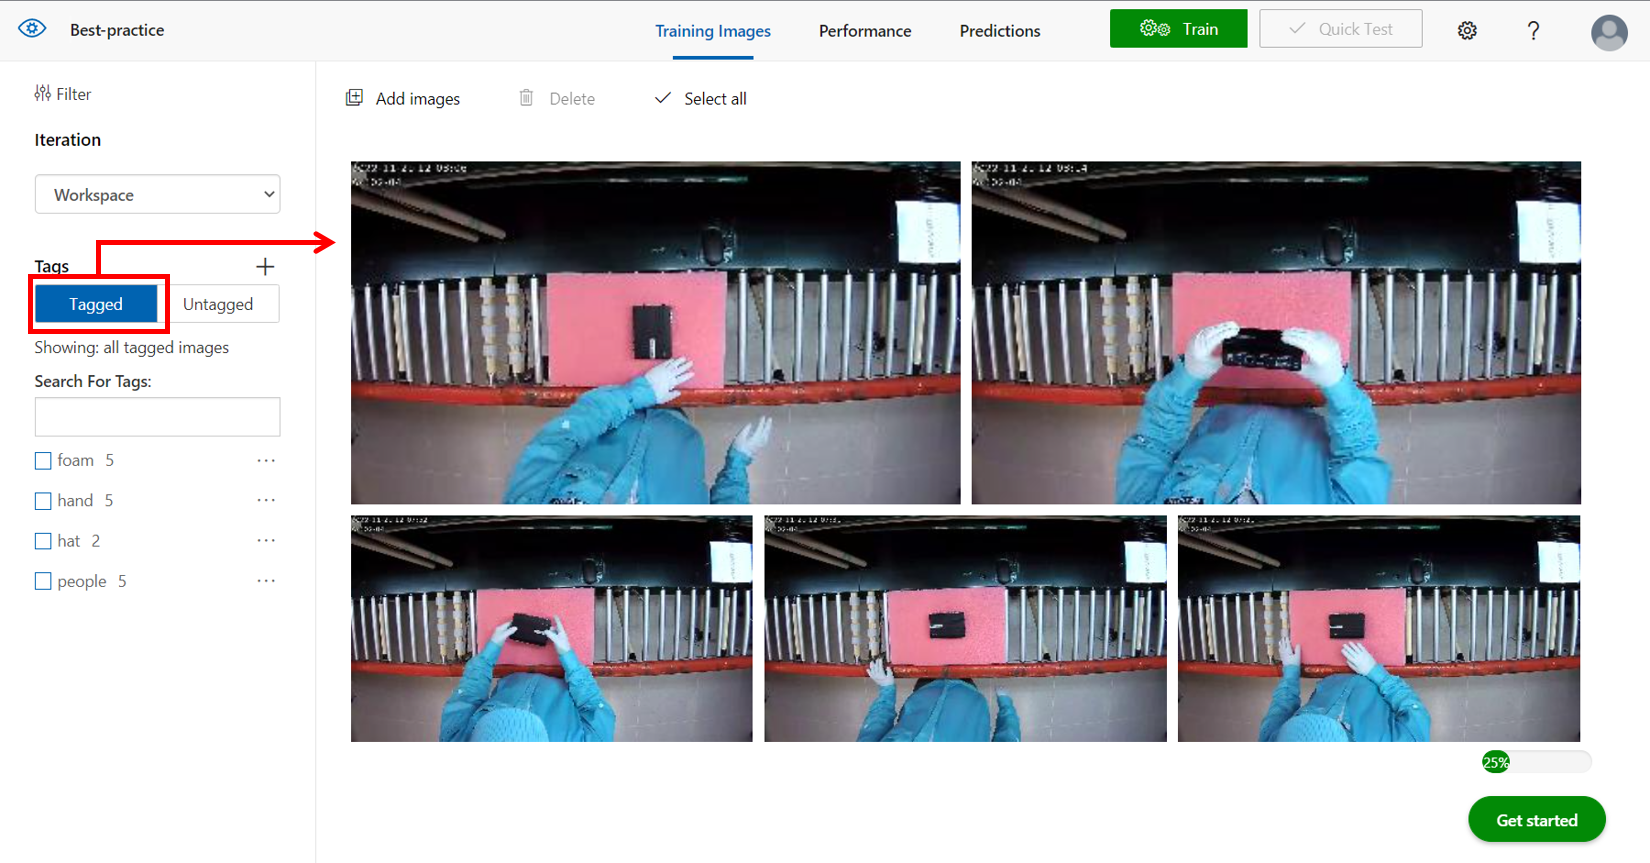 Best-practice
Training Images
Performance
Predictions
Train
Quick Test
?
Filter
Iteration
Workspace
Tags
Tagged
Untagged
Showing: all tagged images
Search For Tags:
foam 5 ...
hand 5 ...
hat 2 ...
people 5 ...
Add images
Delete
Select all
25%
Get started